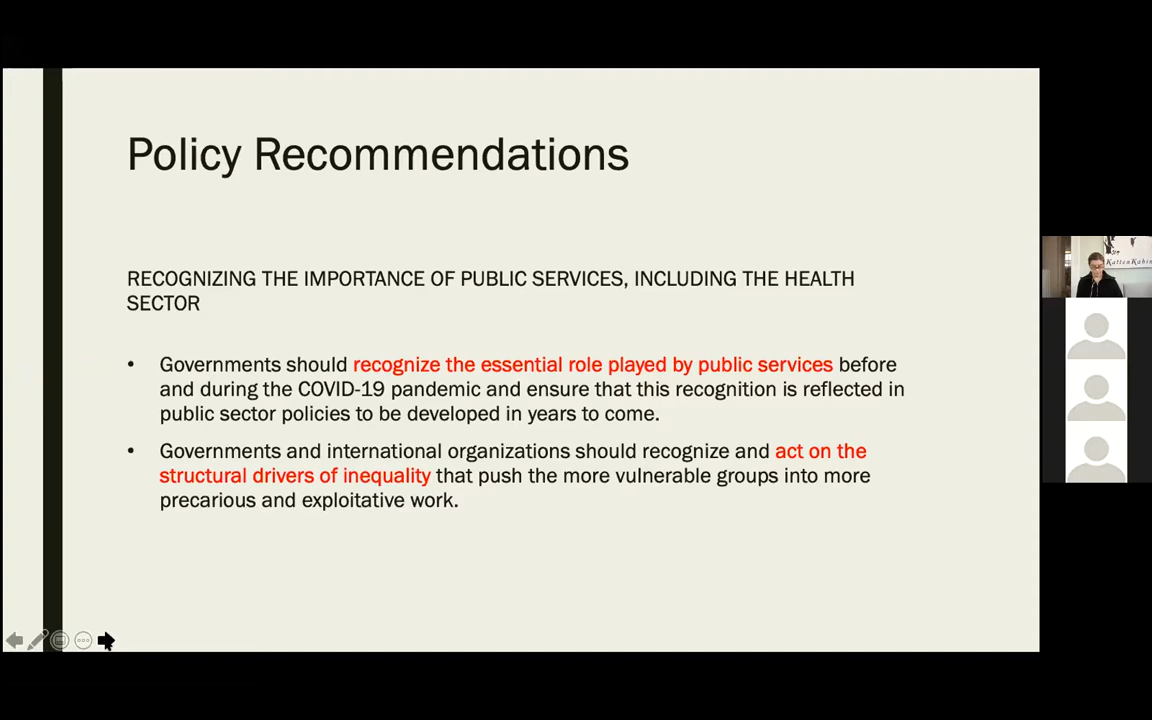 Policy Recommendations
RECOGNIZING THE IMPORTANCE OF PUBLIC SERVICES, INCLUDING THE HEALTH
SECTOR
• Governments should recognize the essential role played by public services before
and during the COVID-19 pandemic and ensure that this recognition is reflected in
public sector policies to be developed in years to come.
• Governments and international organizations should recognize and act on the
structural drivers of inequality that push the more vulnerable groups into more
precarious and exploitative work.